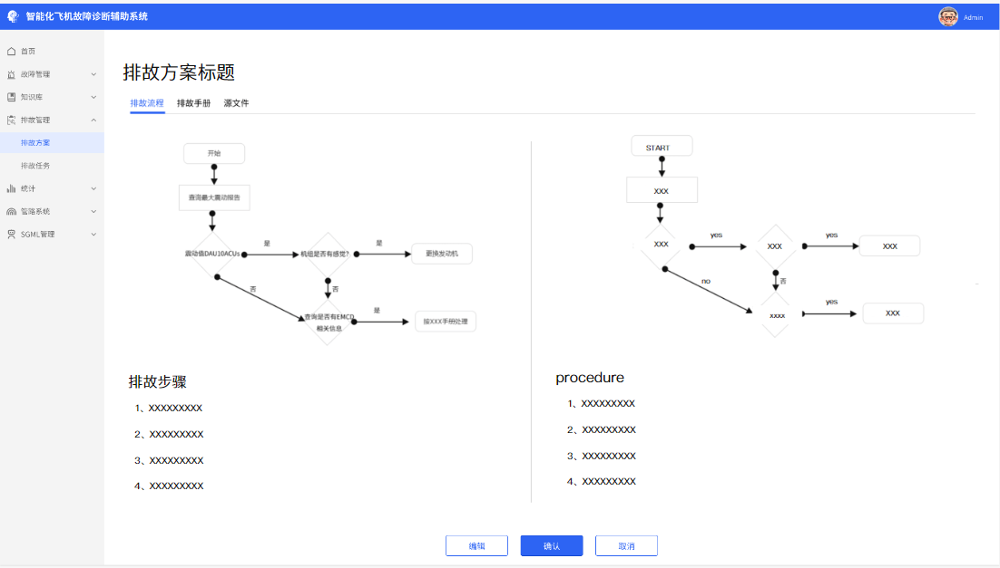 智能化飞机故障诊断辅助系统
Admin
首页
故障管理
知识库
排故管理
排故方案
排故任务
统计
管路系统
SGML管理
排故方案标题
排故流程 排故手册 源文件
开始
查询最大震动报告
震动值DAU10ACUs
是
机组是否有感觉?
是
更换发动机
否
否
查询是否有EMCD
相关信息
是
按XXX手册处理
START
XXX
XXX
yes
XXX
yes
XXX
no
否
XXXX
yes
XXX
排故步骤
1、XXXXXXXXX
2、XXXXXXXXX
3、XXXXXXXXX
4、XXXXXXXXX
procedure
1、XXXXXXXXX
2、XXXXXXXXX
3、XXXXXXXXX
4、XXXXXXXXX
编辑 确认 取消